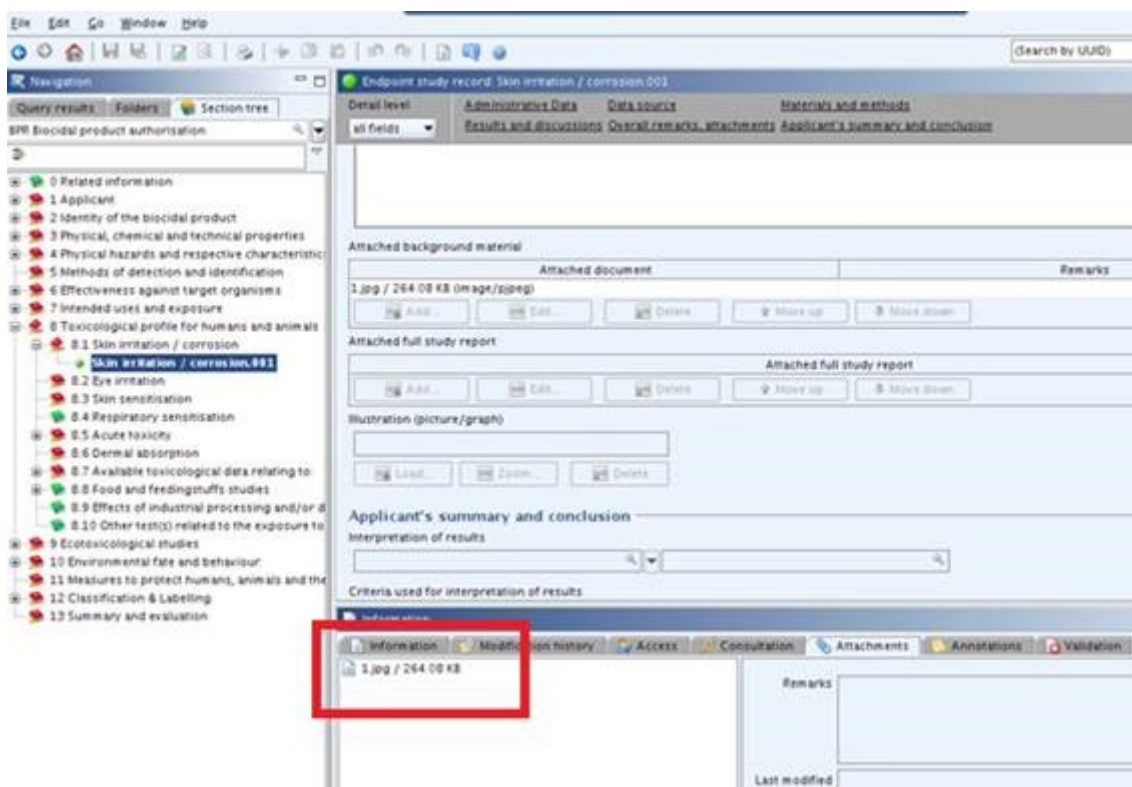 File Edit Go Window Help
(Search by UUID)
Navigation
Query results Folders Section tree
BPR Biocidal product authorisation
0 Related information
1 Applicant
2 Identity of the biocidal product
3 Physical, chemical and technical properties
4 Physical hazards and respective characteristic
5 Methods of detection and identification
6 Effectiveness against target organisms
7 Intended uses and exposure
8 Toxicological profile for humans and animals
8.1 Skin irritation / corrosion
Skin irritation / corrosion.001
8.2 Eye irritation
8.3 Skin sensitisation
8.4 Respiratory sensitisation
8.5 Acute toxicity
8.6 Dermal absorption
8.7 Available toxicological data relating to
8.8 Food and feedingstuffs studies
8.9 Effects of industrial processing and/or d
8.10 Other test(s) related to the exposure to
9 Ecotoxicological studies
10 Environmental fate and behaviour
11 Measures to protect humans, animals and the
12 Classification & Labelling
13 Summary and evaluation
Endpoint study record: Skin irritation / corrosion.001
Detail level Administrative Data Data source Materials and methods
all fields Results and discussions Overall remarks, attachments Applicant's summary and conclusion
Attached background material
Attached document Remarks
1.jpg / 264.08 KB (image/pjpeg)
Add... Edit... Delete Move up Move down
Attached full study report
Attached full study report
Add... Edit... Delete Move up Move down
Illustration (picture/graph)
Load... Zoom... Delete
Applicant's summary and conclusion
Interpretation of results
Criteria used for interpretation of results
Information
Information Modification history Access Consultation Attachments Annotations Validation
1.jpg / 264.08 KB
Remarks
Last modified